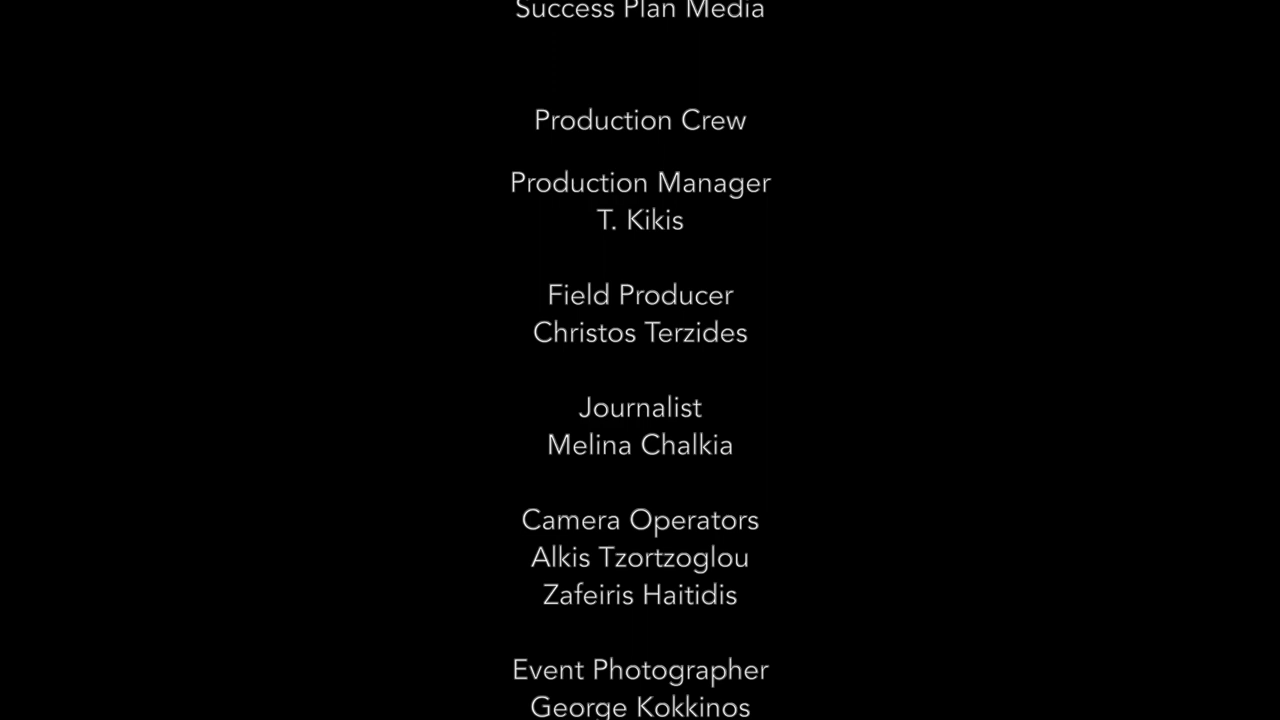 Success Plan Media
Production Crew
Production Manager
T. Kikis
Field Producer
Christos Terzides
Journalist
Melina Chalkia
Camera Operators
Alkis Tzortzoglou
Zafeiris Haitidis
Event Photographer
George Kokkinos